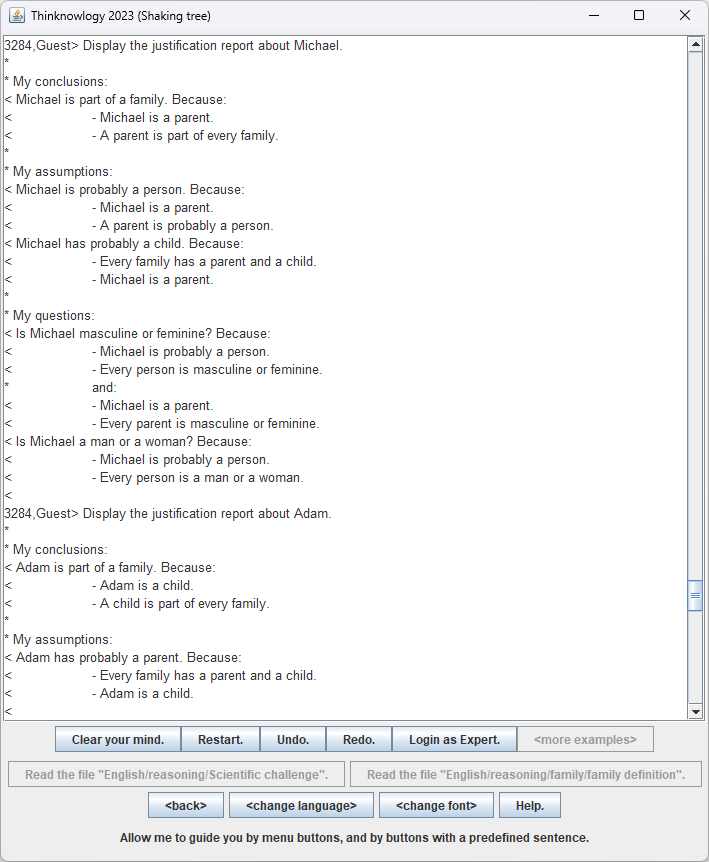 Thinknowlogy 2023 (Shaking tree)
3284,Guest> Display the justification report about Michael.
*
* My conclusions:
< Michael is part of a family. Because:
< - Michael is a parent.
< - A parent is part of every family.
*
* My assumptions:
< Michael is probably a person. Because:
< - Michael is a parent.
< - A parent is probably a person.
< Michael has probably a child. Because:
< - Every family has a parent and a child.
< - Michael is a parent.
*
* My questions:
< Is Michael masculine or feminine? Because:
< - Michael is probably a person.
< - Every person is masculine or feminine.
* and:
< - Michael is a parent.
< - Every parent is masculine or feminine.
< Is Michael a man or a woman? Because:
< - Michael is probably a person.
< - Every person is a man or a woman.
<
3284,Guest> Display the justification report about Adam.
*
* My conclusions:
< Adam is part of a family. Because:
< - Adam is a child.
< - A child is part of every family.
*
* My assumptions:
< Adam has probably a parent. Because:
< - Every family has a parent and a child.
< - Adam is a child.
<
Clear your mind. Restart. Undo. Redo. Login as Expert. <more examples>
Read the file "English/reasoning/Scientific challenge". Read the file "English/reasoning/family/family definition".
<back> <change language> <change font> Help.
Allow me to guide you by menu buttons, and by buttons with a predefined sentence.